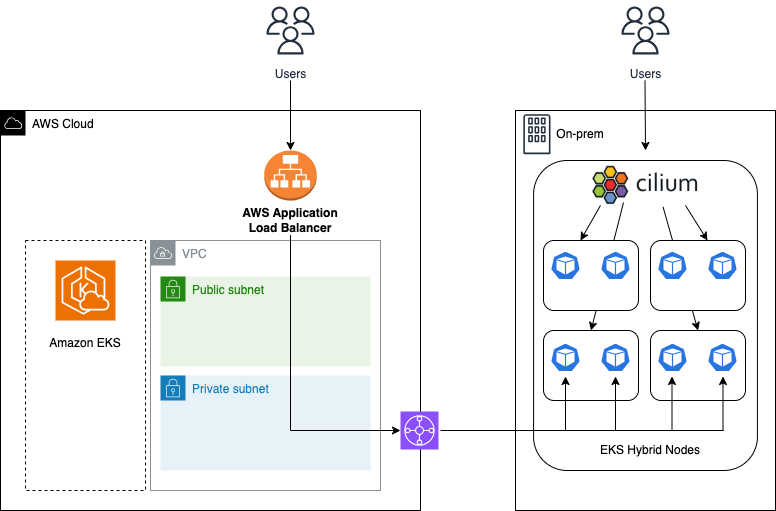 Users
Users
AWS Cloud
On-prem
cilium
AWS Application
Load Balancer
VPC
Public subnet
K
Amazon EKS
Private subnet
EKS Hybrid Nodes